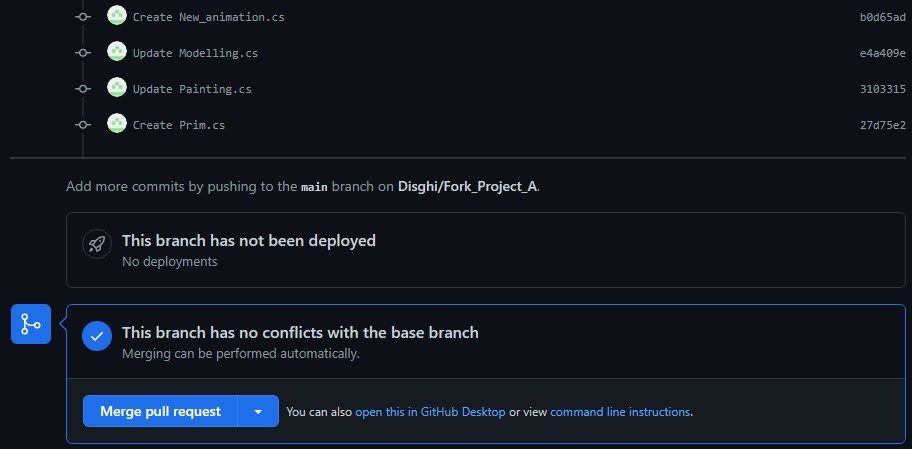 Create New_animation.cs b0d65ad
Update Modelling.cs e4a409e
Update Painting.cs 3103315
Create Prim.cs 27d75e2
Add more commits by pushing to the main branch on Disghi/Fork_Project_A.
This branch has not been deployed
No deployments
This branch has no conflicts with the base branch
Merging can be performed automatically.
Merge pull request You can also open this in GitHub Desktop or view command line instructions.